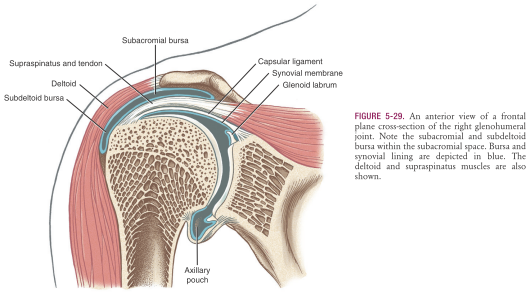 Subacromial bursa
Supraspinatus and tendon
Deltoid
Subdeltoid bursa
Capsular ligament
Synovial membrane
Glenoid labrum
Axillary
pouch
FIGURE 5-29. An anterior view of a frontal
plane cross-section of the right glenohumeral
joint. Note the subacromial and subdeltoid
bursa within the subacromial space. Bursa and
synovial lining are depicted in blue. The
deltoid and supraspinatus muscles are also
shown.